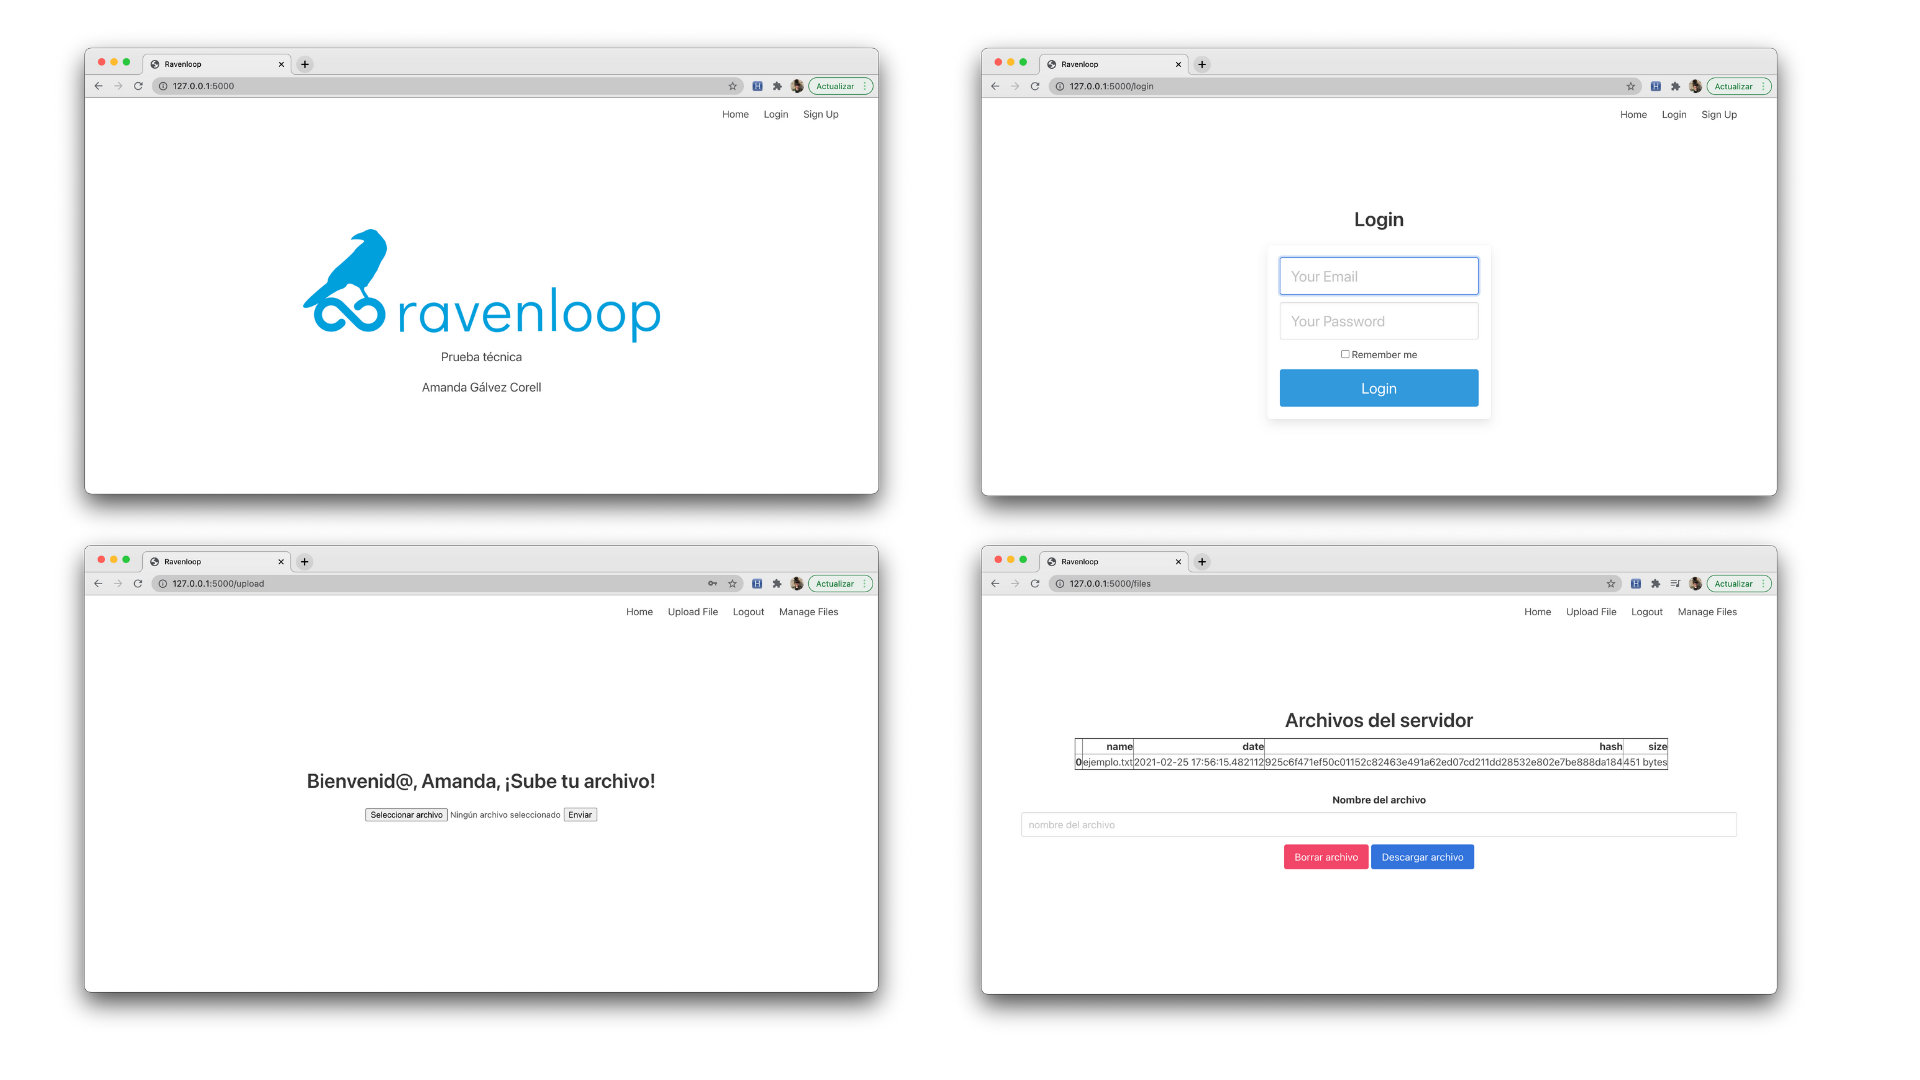 Ravenloop
127.0.0.1:5000
Actualizar
Home Login Sign Up
ravenloop
Prueba técnica
Amanda Gálvez Corell
Ravenloop
127.0.0.1:5000/login
Actualizar
Home Login Sign Up
Login
Your Email
Your Password
Remember me
Login
Ravenloop
127.0.0.1:5000/upload
Actualizar
Home Upload File Logout Manage Files
Bienvenid@, Amanda, ¡Sube tu archivo!
Seleccionar archivo Ningún archivo seleccionado Enviar
Ravenloop
127.0.0.1:5000/files
Actualizar
Home Upload File Logout Manage Files
Archivos del servidor
name date hash size
0 ejemplo.txt 2021-02-25 17:56:15.482112 925c6f471ef50c01152c82463e491a62ed07cd211dd28532e802e7be888da184 451 bytes
Nombre del archivo
nombre del archivo
Borrar archivo Descargar archivo